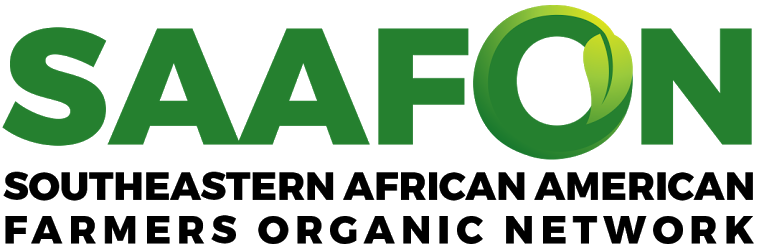 SAAFON
SOUTHEASTERN AFRICAN AMERICAN
FARMERS ORGANIC NETWORK